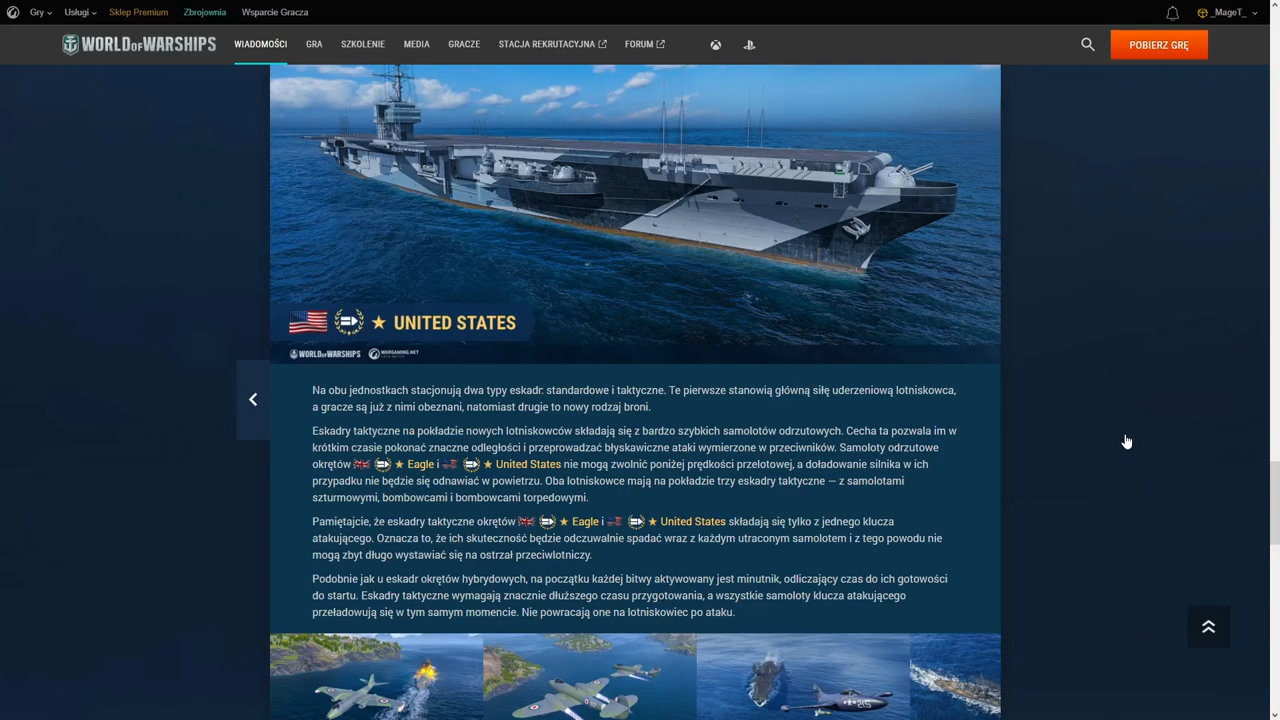 Gry Usługi Sklep Premium Zbrojownia Wsparcie Gracza _MageT_
WORLD OF WARSHIPS WIADOMOŚCI GRA SZKOLENIE MEDIA GRACZE STACJA REKRUTACYJNA FORUM POBIERZ GRĘ
★ UNITED STATES
WORLD OF WARSHIPS WARGAMING.NET
Na obu jednostkach stacjonują dwa typy eskadr: standardowe i taktyczne. Te pierwsze stanowią główną siłę uderzeniową lotniskowca,
a gracze są już z nimi obeznani, natomiast drugie to nowy rodzaj broni.
Eskadry taktyczne na pokładzie nowych lotniskowców składają się z bardzo szybkich samolotów odrzutowych. Cecha ta pozwala im w
krótkim czasie pokonać znaczne odległości i przeprowadzać błyskawiczne ataki wymierzone w przeciwników. Samoloty odrzutowe
okrętów ★ Eagle i ★ United States nie mogą zwolnić poniżej prędkości przelotowej, a doładowanie silnika w ich
przypadku nie będzie się odnawiać w powietrzu. Oba lotniskowce mają na pokładzie trzy eskadry taktyczne — z samolotami
szturmowymi, bombowcami i bombowcami torpedowymi.
Pamiętajcie, że eskadry taktyczne okrętów ★ Eagle i ★ United States składają się tylko z jednego klucza
atakującego. Oznacza to, że ich skuteczność będzie odczuwalnie spadać wraz z każdym utraconym samolotem i z tego powodu nie
mogą zbyt długo wystawiać się na ostrzał przeciwlotniczy.
Podobnie jak u eskadr okrętów hybrydowych, na początku każdej bitwy aktywowany jest minutnik, odliczający czas do ich gotowości
do startu. Eskadry taktyczne wymagają znacznie dłuższego czasu przygotowania, a wszystkie samoloty klucza atakującego
przeładowują się w tym samym momencie. Nie powracają one na lotniskowiec po ataku.
215